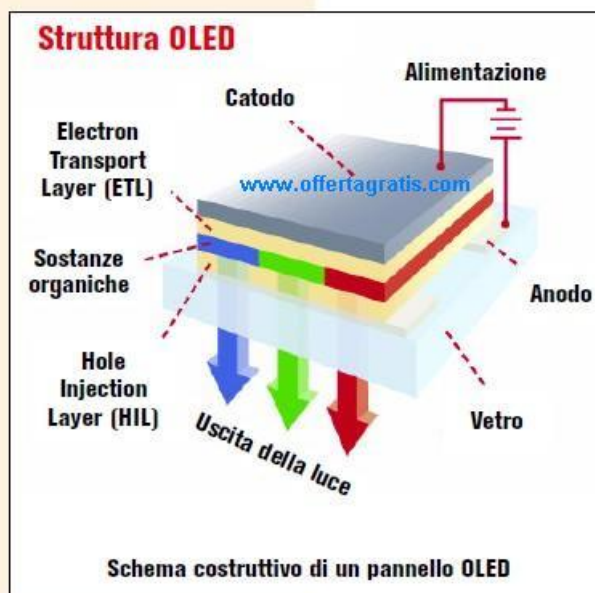 Struttura OLED
Alimentazione
Catodo
Electron
Transport
Layer (ETL)
www.offertagratis.com
Sostanze
organiche
Anodo
Hole
Injection
Layer (HIL)
Vetro
Uscita della luce
Schema costruttivo di un pannello OLED